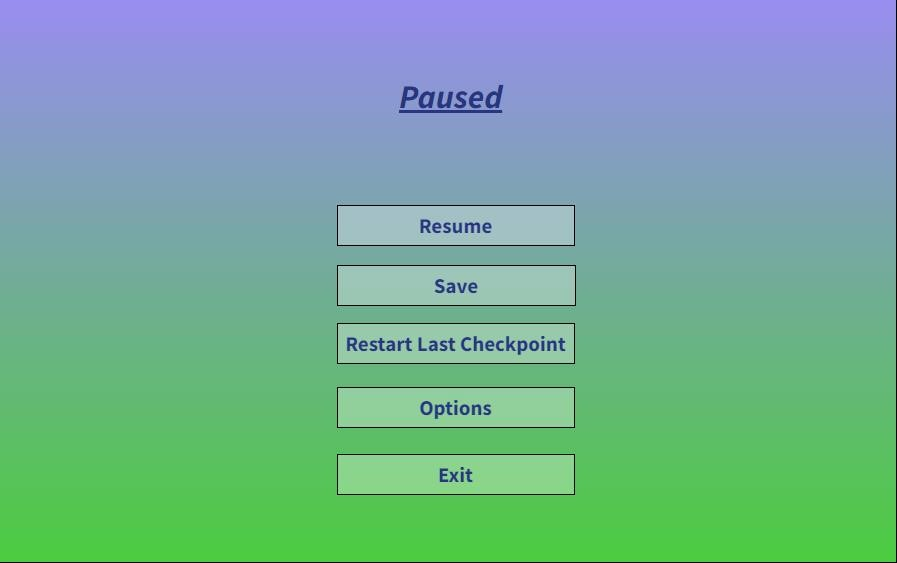 Paused
Resume
Save
Restart Last Checkpoint
Options
Exit